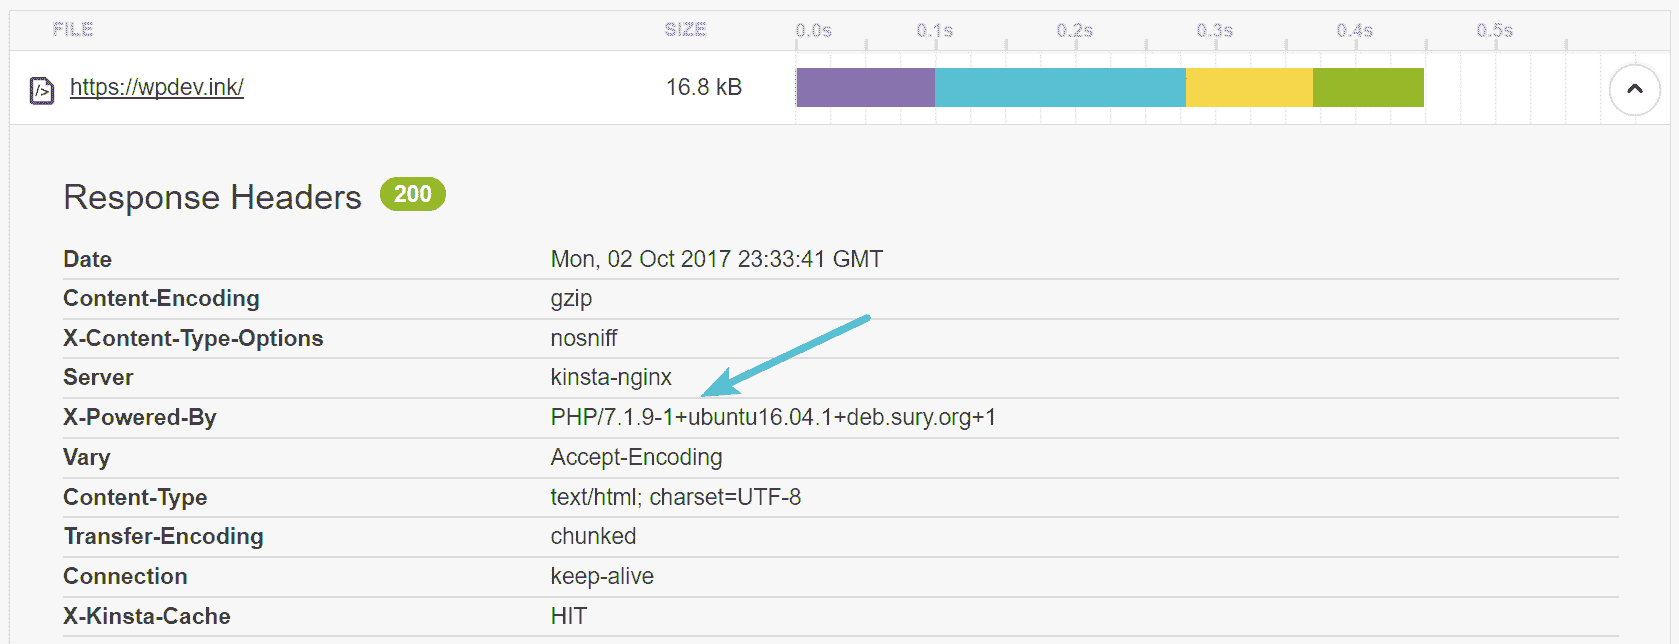 FILE SIZE 0.0s 0.1s 0.2s 0.3s 0.4s 0.5s
https://wpdev.ink/ 16.8 kB
Response Headers 200
Date Mon, 02 Oct 2017 23:33:41 GMT
Content-Encoding gzip
X-Content-Type-Options nosniff
Server kinsta-nginx
X-Powered-By PHP/7.1.9-1+ubuntu16.04.1+deb.sury.org+1
Vary Accept-Encoding
Content-Type text/html; charset=UTF-8
Transfer-Encoding chunked
Connection keep-alive
X-Kinsta-Cache HIT